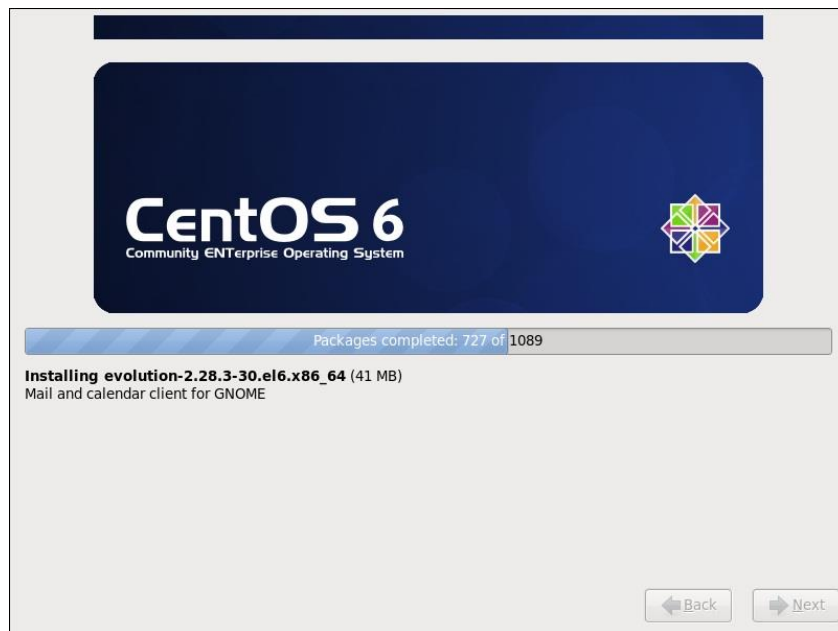 CentOS 6
Community ENTerprise Operating System
Packages completed: 727 of 1089
Installing evolution-2.28.3-30.el6.x86_64 (41 MB)
Mail and calendar client for GNOME
Back Next